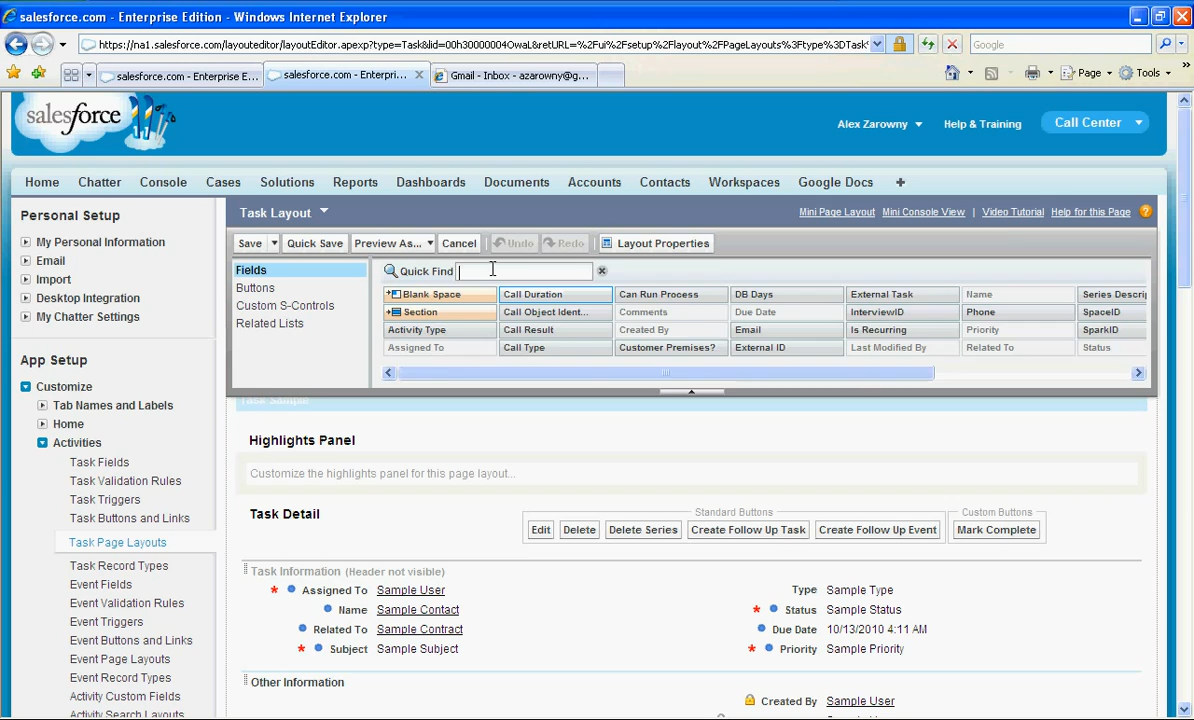 salesforce.com - Enterprise Edition - Windows Internet Explorer
https://na1.salesforce.com/layouteditor/layoutEditor.apexp?type=Task&lid=00h30000004OwaL&retURL=%2Fui%2Fsetup%2Flayout%2FPageLayouts%3Ftype%3DTask
Google
salesforce.com - Enterprise E...
salesforce.com - Enterpri...
Gmail - Inbox - azarowny@g...
Page
Tools
salesforce
Alex Zarowny
Help & Training
Call Center
Home
Chatter
Console
Cases
Solutions
Reports
Dashboards
Documents
Accounts
Contacts
Workspaces
Google Docs
Personal Setup
My Personal Information
Email
Import
Desktop Integration
My Chatter Settings
App Setup
Customize
Tab Names and Labels
Home
Activities
Task Fields
Task Validation Rules
Task Triggers
Task Buttons and Links
Task Page Layouts
Task Record Types
Event Fields
Event Validation Rules
Event Triggers
Event Buttons and Links
Event Page Layouts
Event Record Types
Activity Custom Fields
Activity Search Layouts
Task Layout
Mini Page Layout
Mini Console View
| Video Tutorial
Help for this Page
Save
Quick Save
Preview As...
Cancel
Undo
Redo
Layout Properties
Fields
Buttons
Custom S-Controls
Related Lists
Quick Find
Blank Space Call Duration Can Run Process DB Days External Task Name Series Descrip
Section Call Object Ident... Comments Due Date InterviewID Phone SpaceID
Activity Type Call Result Created By Email Is Recurring Priority SparkID
Assigned To Call Type Customer Premises? External ID Last Modified By Related To Status
Task Sample
Highlights Panel
Customize the highlights panel for this page layout...
Task Detail
Standard Buttons
Custom Buttons
Edit
Delete
Delete Series
Create Follow Up Task
Create Follow Up Event
Mark Complete
Task Information (Header not visible)
* Assigned To Sample User
Type Sample Type
Name Sample Contact
* Status Sample Status
Related To Sample Contract
Due Date 10/13/2010 4:11 AM
* Subject Sample Subject
* Priority Sample Priority
Other Information
Created By Sample User